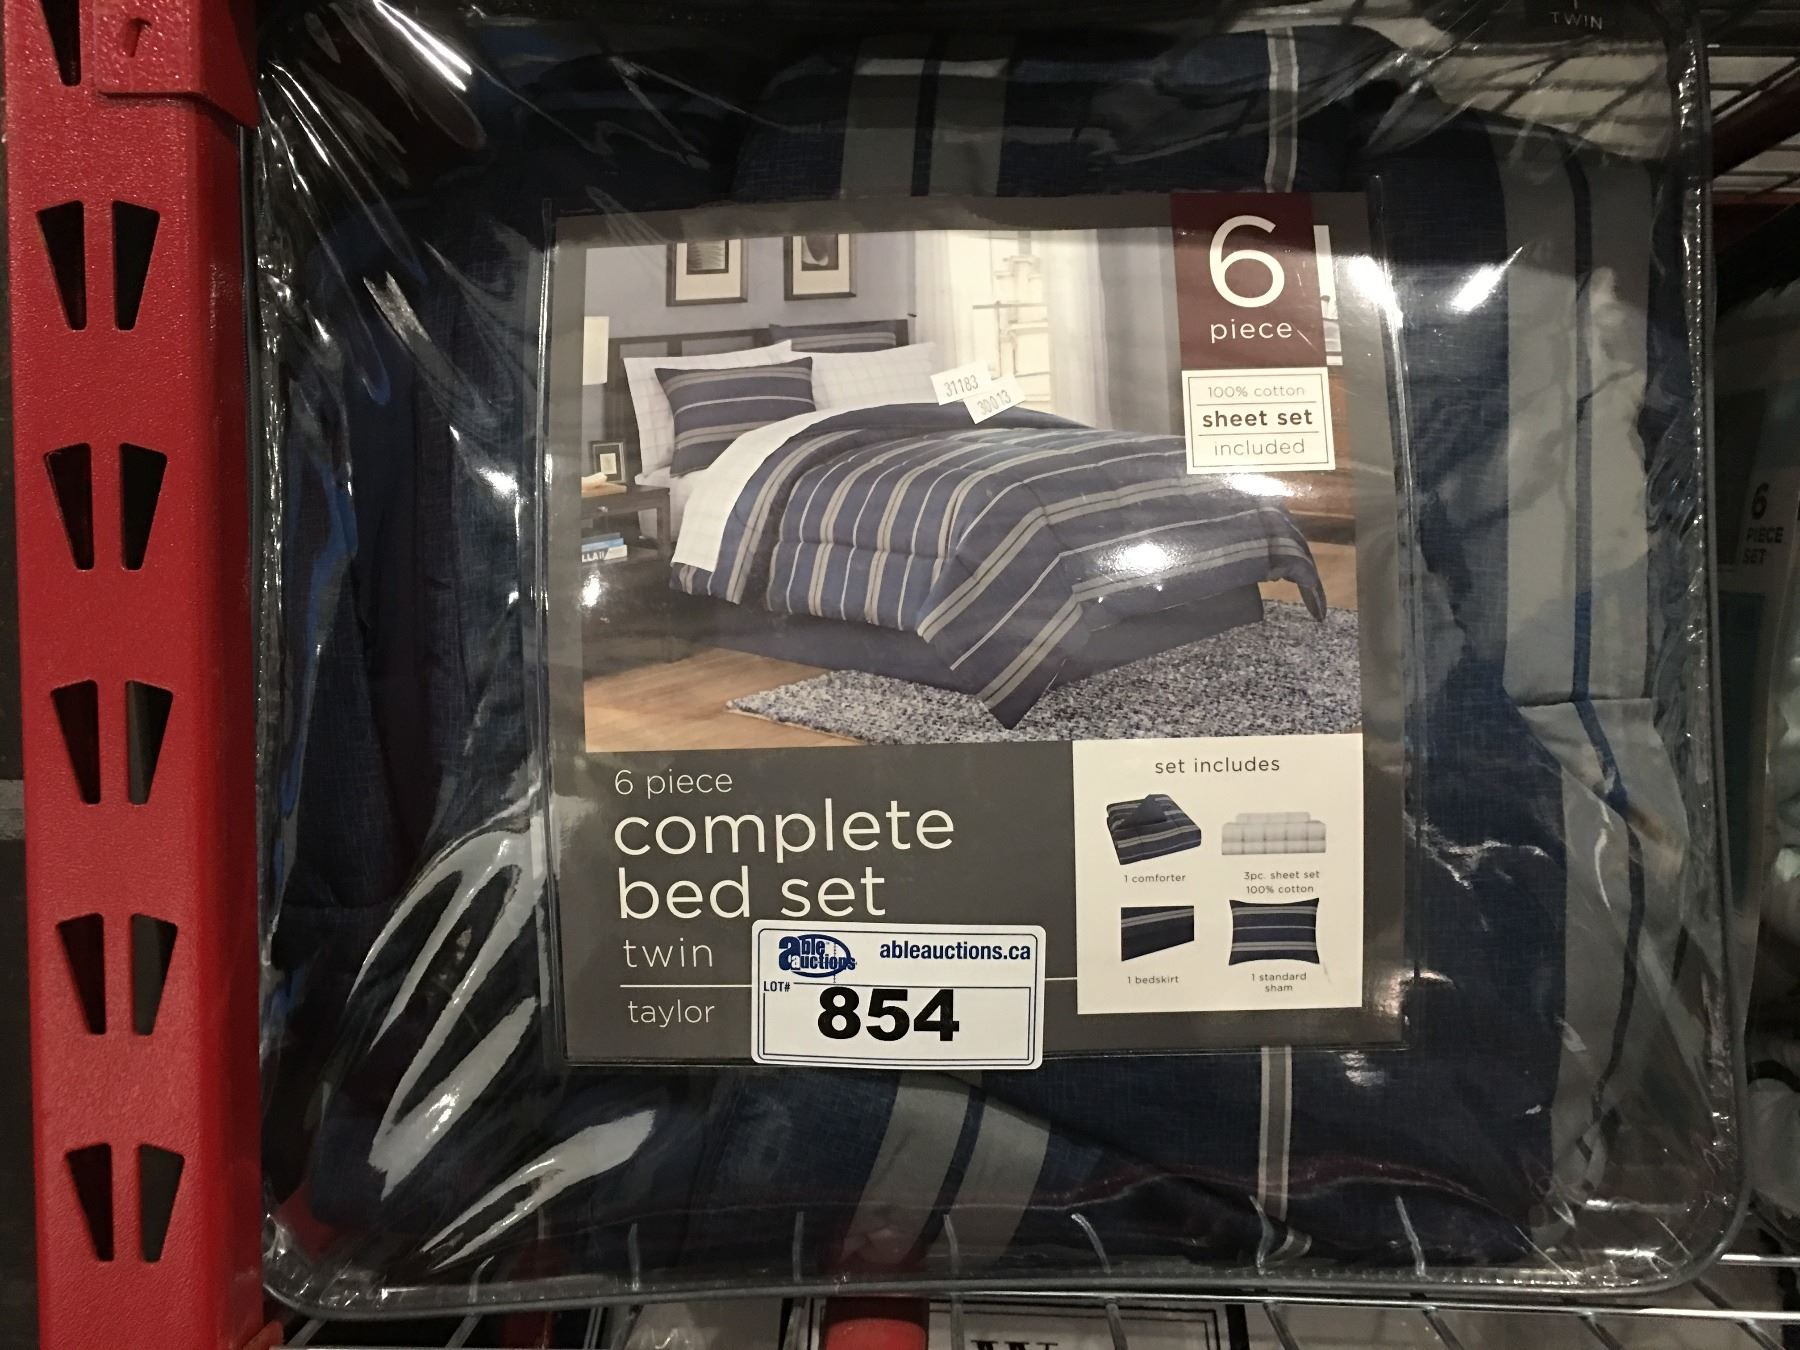 TWIN
6
piece
100% cotton
sheet set
included
31183
30013
6 piece
complete
bed set
twin
taylor
set includes
1 comforter
3pc. sheet set
100% cotton
1 bedskirt
1 standard
sham
able auctions
ableauctions.ca
LOT#
854
6
PIECE
SET